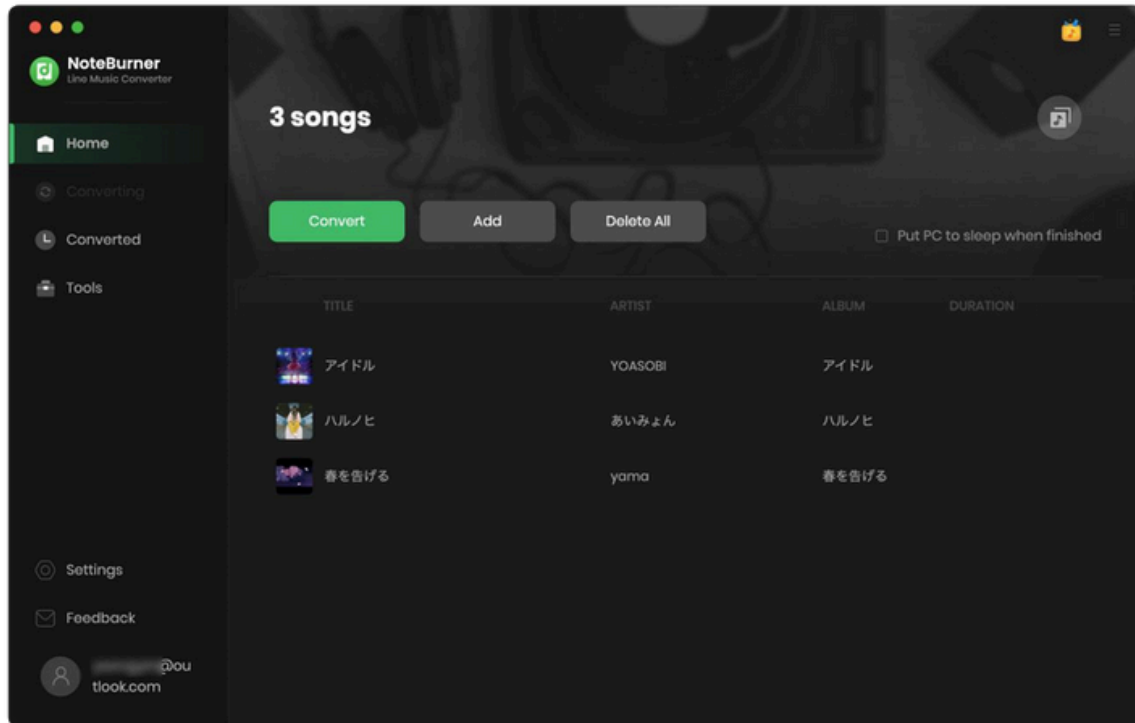 NoteBurner
Line Music Converter
Home
Converting
Converted
Tools
Settings
Feedback
@ou
tlook.com
3 songs
Convert
Add
Delete All
Put PC to sleep when finished
TITLE ARTIST ALBUM DURATION
アイドル YOASOBI アイドル
ハルノヒ あいみょん ハルノヒ
春を告げる yama 春を告げる